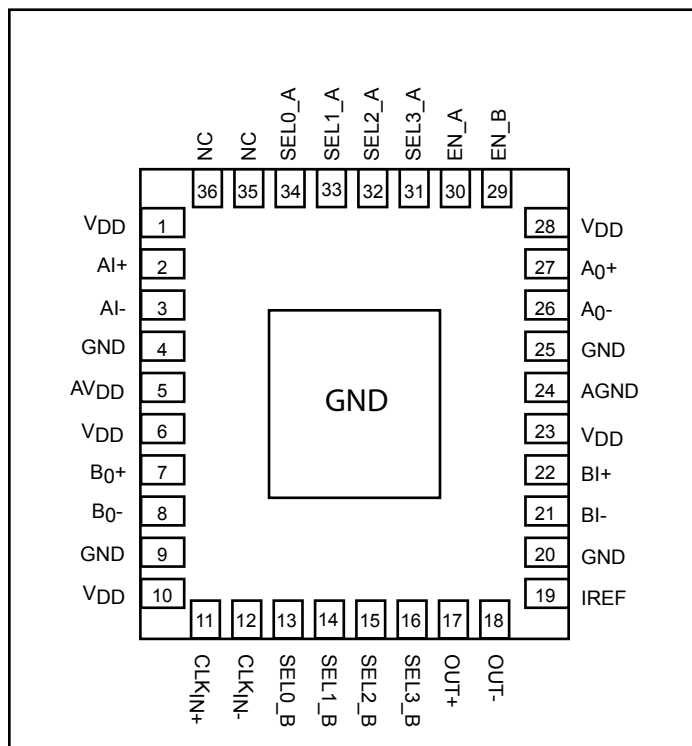 NC
NC
SEL0_A
SEL1_A
SEL2_A
SEL3_A
EN_A
EN_B
36
35
34
33
32
31
30
29
VDD 1
AI+ 2
AI- 3
GND 4
AVDD 5
VDD 6
B0+ 7
B0- 8
GND 9
VDD 10
GND
28 VDD
27 A0+
26 A0-
25 GND
24 AGND
23 VDD
22 BI+
21 BI-
20 GND
19 IREF
11
12
13
14
15
16
17
18
CLKIN+
CLKIN-
SEL0_B
SEL1_B
SEL2_B
SEL3_B
OUT+
OUT-